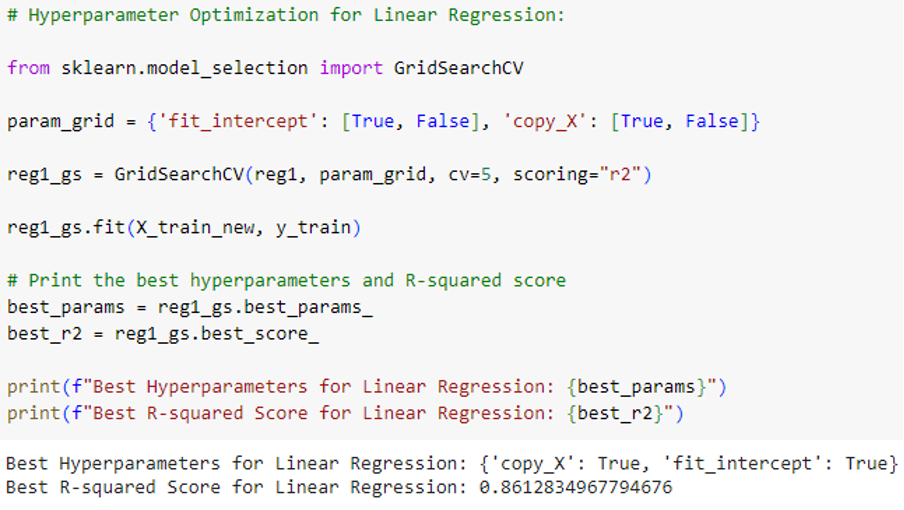 # Hyperparameter Optimization for Linear Regression:
from sklearn.model_selection import GridSearchCV
param_grid = {'fit_intercept': [True, False], 'copy_X': [True, False]}
reg1_gs = GridSearchCV(reg1, param_grid, cv=5, scoring="r2")
reg1_gs.fit(X_train_new, y_train)
# Print the best hyperparameters and R-squared score
best_params = reg1_gs.best_params_
best_r2 = reg1_gs.best_score_
print(f"Best Hyperparameters for Linear Regression: {best_params}")
print(f"Best R-squared Score for Linear Regression: {best_r2}")
Best Hyperparameters for Linear Regression: {'copy_X': True, 'fit_intercept': True}
Best R-squared Score for Linear Regression: 0.8612834967794676